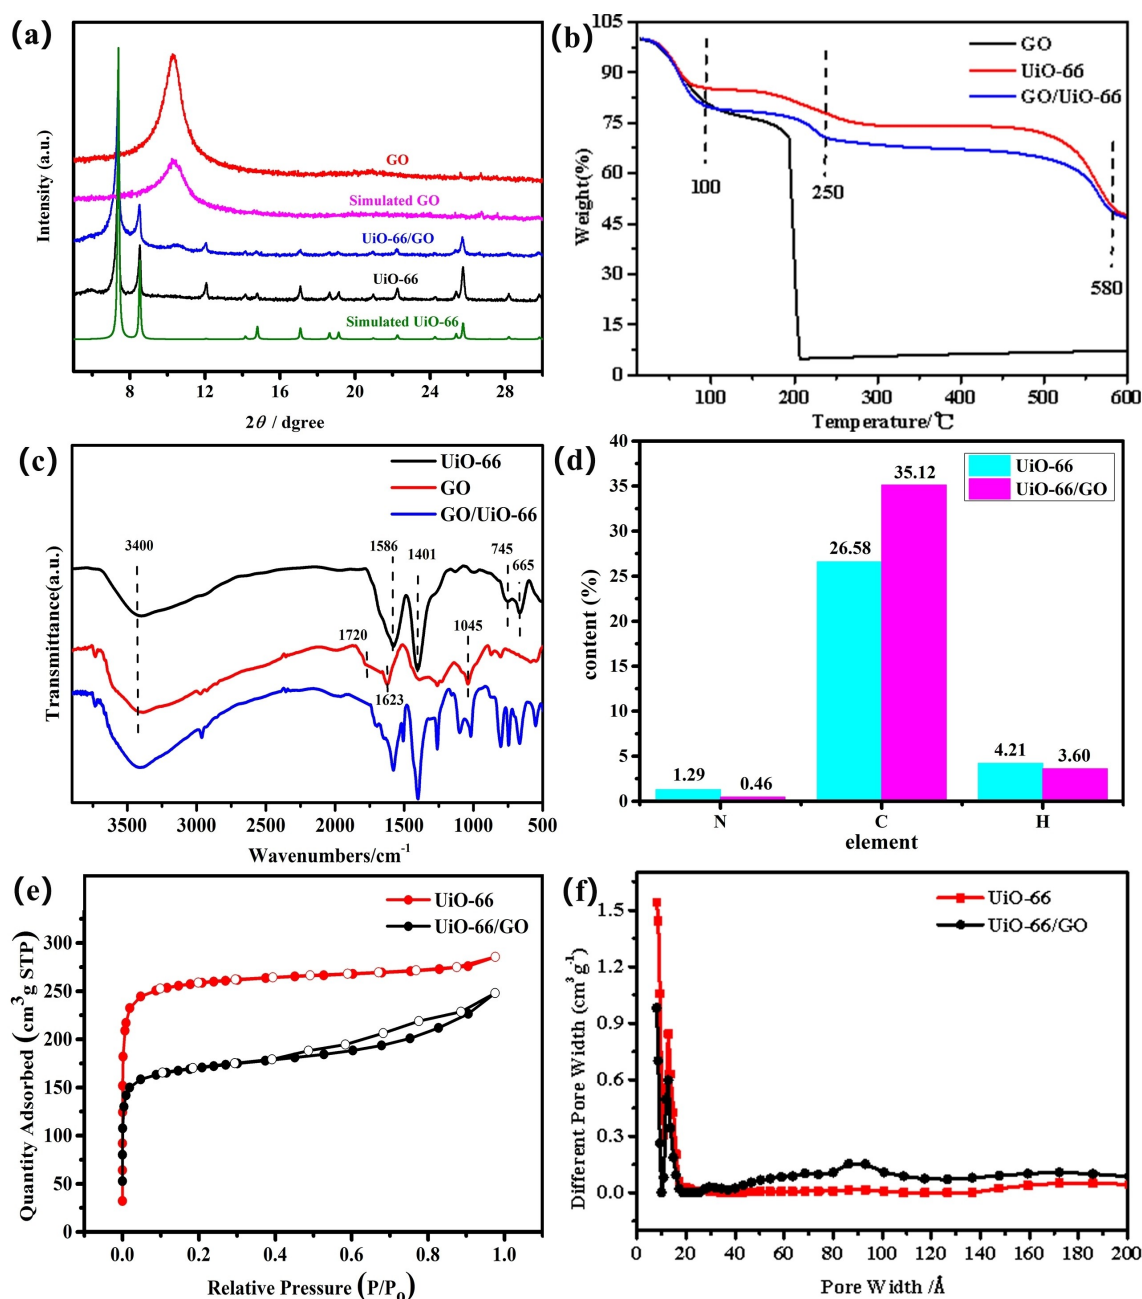 (a)
GO
Simulated GO
UiO-66/GO
UiO-66
Simulated UiO-66
Intensity (a.u.)
8 12 16 20 24 28
2θ / dgree
(b)
GO
UiO-66
GO/UiO-66
100
250
580
Weight(%)
105
90
75
60
45
30
15
0
100 200 300 400 500 600
Temperature/℃
(c)
UiO-66
GO
GO/UiO-66
3400
1586
1401
745
665
1720
1623
1045
Transmittance(a.u.)
3500 3000 2500 2000 1500 1000 500
Wavenumbers/cm-1
(d)
UiO-66
UiO-66/GO
1.29
0.46
26.58
35.12
4.21
3.60
content (%)
40
35
30
25
20
15
10
5
0
N C H
element
(e)
UiO-66
UiO-66/GO
Quantity Adsorbed (cm3g STP)
300
250
200
150
100
50
0
0.0 0.2 0.4 0.6 0.8 1.0
Relative Pressure (P/P0)
(f)
UiO-66
UiO-66/GO
Different Pore Width (cm3g-1)
1.5
1.2
0.9
0.6
0.3
0.0
0 20 40 60 80 100 120 140 160 180 200
Pore Width /Å